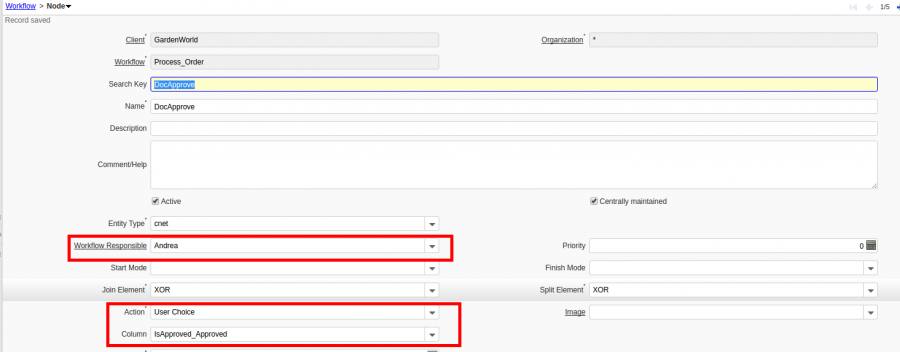 Workflow > Node
1/5
Record saved
Client* GardenWorld Organization* *
Workflow* Process_Order
Search Key DocApprove
Name* DocApprove
Description
Comment/Help
Active Centrally maintained
Entity Type* cnet
Workflow Responsible Andrea Priority 0
Start Mode Finish Mode
Join Element* XOR Split Element* XOR
Action* User Choice Image
Column IsApproved_Approved